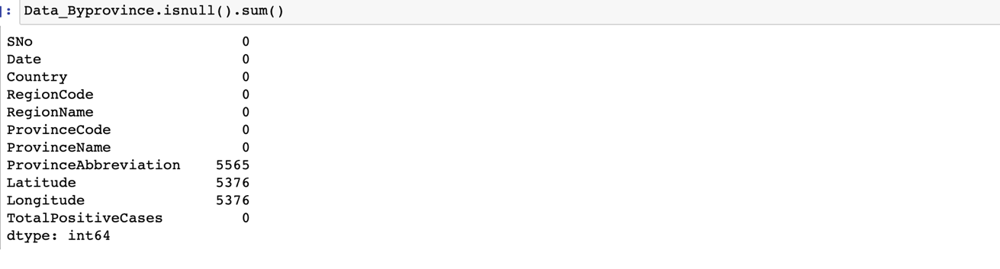 ]: Data_Byprovince.isnull().sum()
SNo 0
Date 0
Country 0
RegionCode 0
RegionName 0
ProvinceCode 0
ProvinceName 0
ProvinceAbbreviation 5565
Latitude 5376
Longitude 5376
TotalPositiveCases 0
dtype: int64